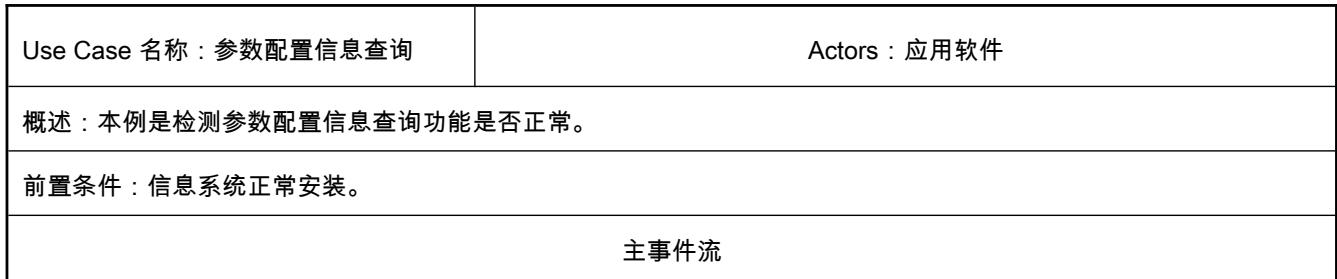 Use Case 名称：参数配置信息查询
Actors：应用软件
概述：本例是检测参数配置信息查询功能是否正常。
前置条件：信息系统正常安装。
主事件流